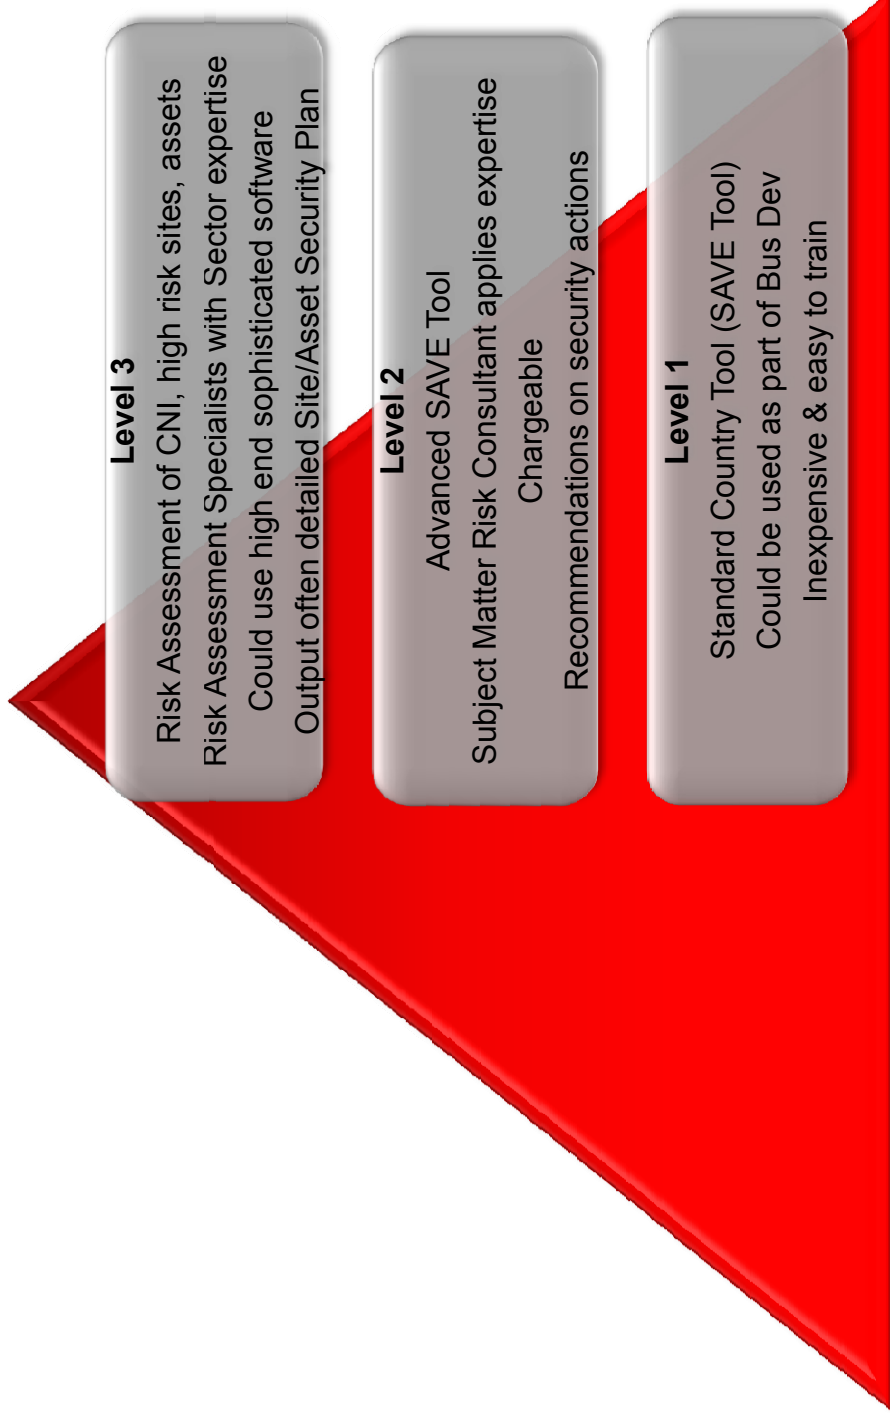 Level 3
Risk Assessment of CNI, high risk sites, assets
Risk Assessment Specialists with Sector expertise
Could use high end sophisticated software
Output often detailed Site/Asset Security Plan
Level 2
Advanced SAVE Tool
Subject Matter Risk Consultant applies expertise
Chargeable
Recommendations on security actions
Level 1
Standard Country Tool (SAVE Tool)
Could be used as part of Bus Dev
Inexpensive & easy to train